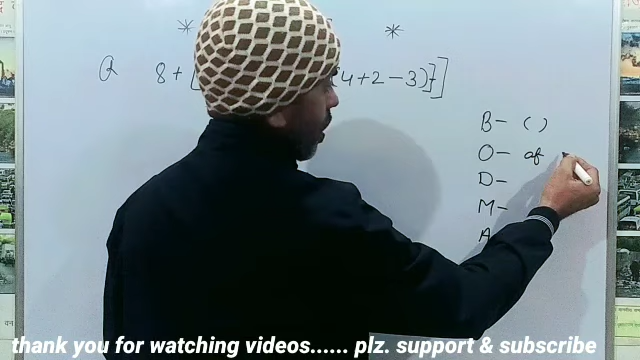 * *
Q 8+[ (4+2-3)}]
B- ( )
O- of
D-
M-
A
thank you for watching videos...... plz. support & subscribe